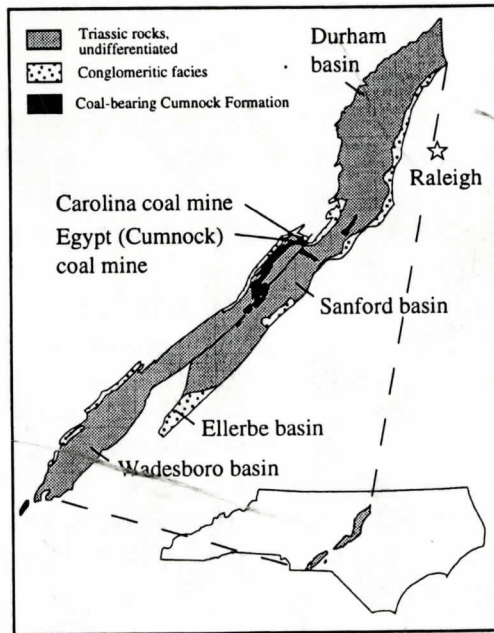 Triassic rocks,
undifferentiated
Conglomeritic facies
Coal-bearing Cumnock Formation
Durham
basin
Raleigh
Carolina coal mine
Egypt (Cumnock)
coal mine
Sanford basin
Ellerbe basin
Wadesboro basin